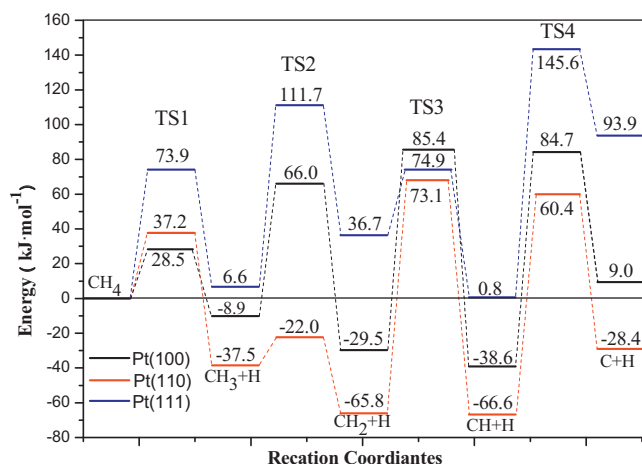 160
140
120
100
80
60
40
20
0
-20
-40
-60
-80
Energy ( kJ·mol⁻¹)
TS1
TS2
TS3
TS4
73.9
37.2
28.5
CH₄
6.6
-8.9
-37.5
CH₃+H
111.7
66.0
-22.0
36.7
-29.5
-65.8
CH₂+H
85.4
74.9
73.1
0.8
-38.6
-66.6
CH+H
145.6
84.7
60.4
93.9
9.0
-28.4
C+H
Pt(100)
Pt(110)
Pt(111)
Recation Coordiantes